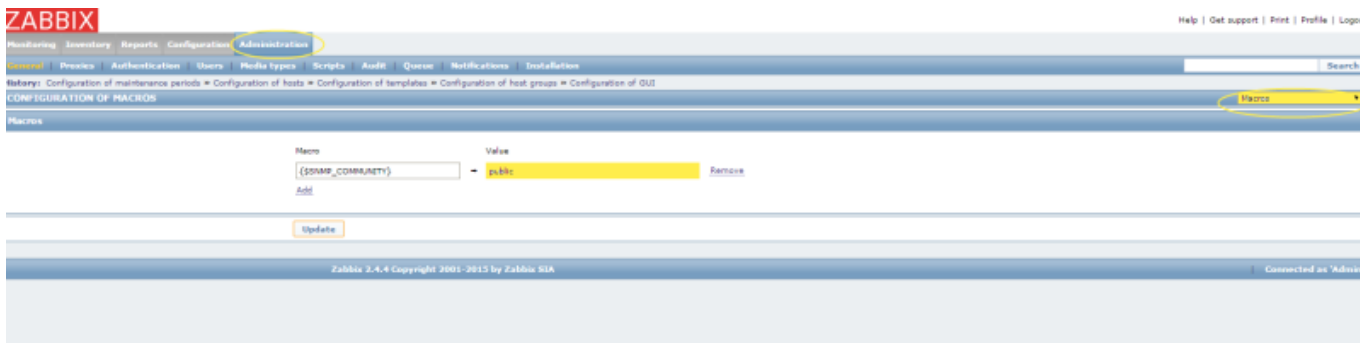 ZABBIX
Help | Get support | Print | Profile | Logo
Monitoring Inventory Reports Configuration Administration
General | Proxies | Authentication | Users | Media types | Scripts | Audit | Queue | Notifications | Installation Search
History: Configuration of maintenance periods » Configuration of hosts » Configuration of templates » Configuration of host groups » Configuration of GUI
CONFIGURATION OF MACROS Macros
Macros
Macro Value
{$SNMP_COMMUNITY} → public Remove
Add
Update
Zabbix 2.4.4 Copyright 2001-2015 by Zabbix SIA | Connected as 'Admin